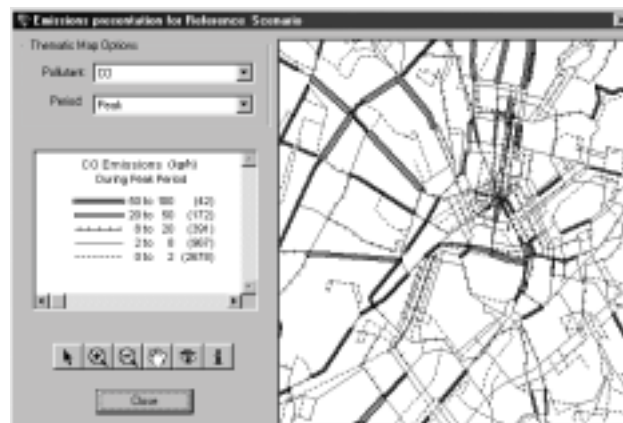 Emissions presentation for Reference Scenario
Thematic Map Options
Pollutant: CO
Period: Peak
CO Emissions (kg/h)
During Peak Period
50 to 100 (42)
20 to 50 (172)
8 to 20 (391)
2 to 8 (907)
0 to 2 (2678)
Close